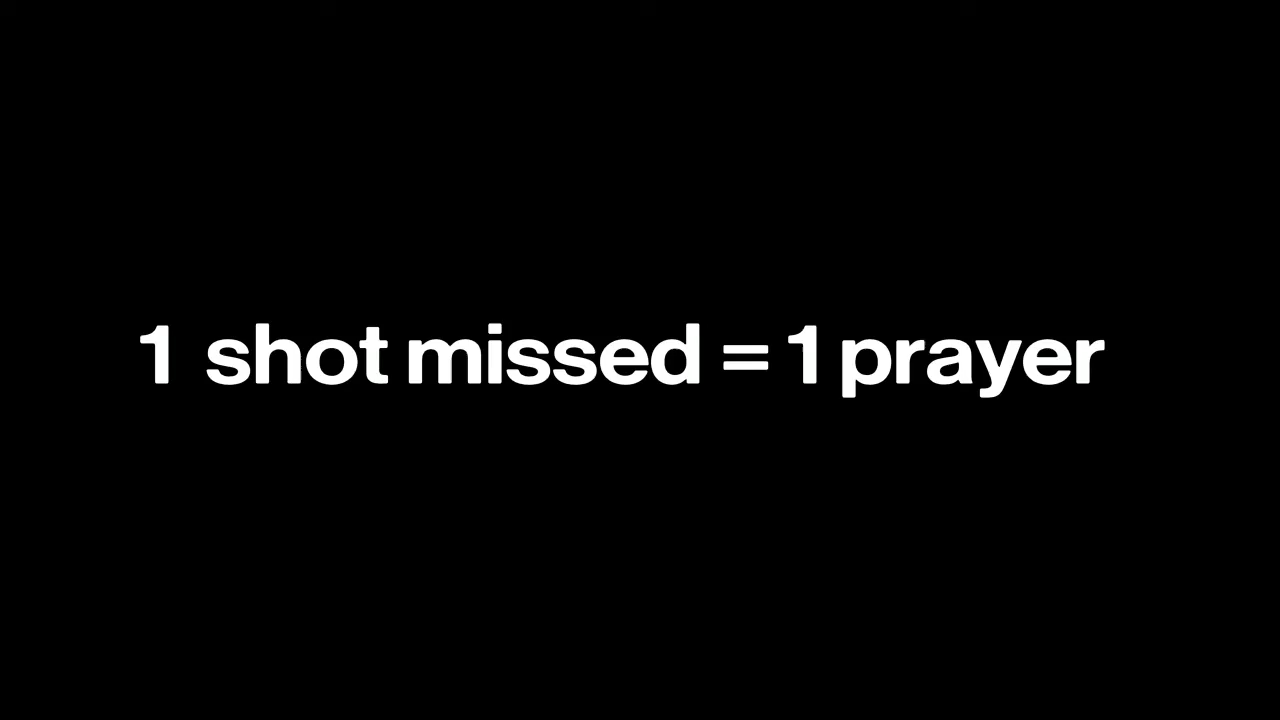 1 shot missed = 1 prayer